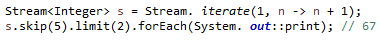 Stream<Integer> s = Stream. iterate(1, n -> n + 1);
s.skip(5).limit(2).forEach(System. out::print); // 67